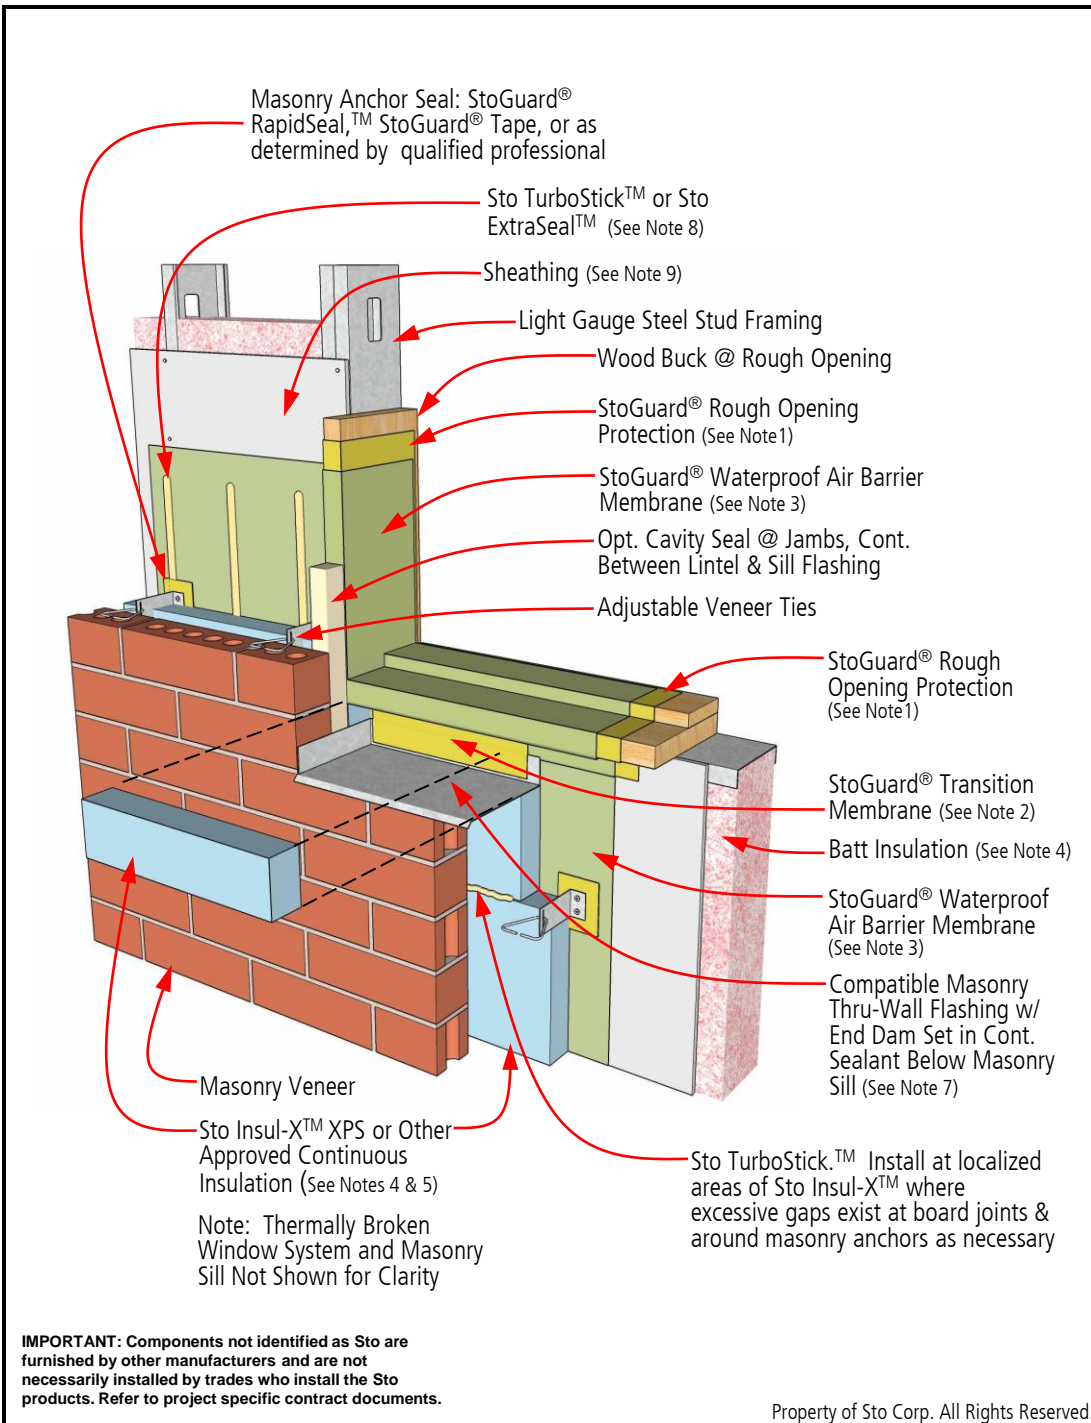 Masonry Anchor Seal: StoGuard®
RapidSeal,™ StoGuard® Tape, or as
determined by qualified professional
Sto TurboStick™ or Sto
ExtraSeal™ (See Note 8)
Sheathing (See Note 9)
Light Gauge Steel Stud Framing
Wood Buck @ Rough Opening
StoGuard® Rough Opening
Protection (See Note1)
StoGuard® Waterproof Air Barrier
Membrane (See Note 3)
Opt. Cavity Seal @ Jambs, Cont.
Between Lintel & Sill Flashing
Adjustable Veneer Ties
StoGuard® Rough
Opening Protection
(See Note1)
StoGuard® Transition
Membrane (See Note 2)
Batt Insulation (See Note 4)
StoGuard® Waterproof
Air Barrier Membrane
(See Note 3)
Compatible Masonry
Thru-Wall Flashing w/
End Dam Set in Cont.
Sealant Below Masonry
Sill (See Note 7)
Masonry Veneer
Sto Insul-X™ XPS or Other
Approved Continuous
Insulation (See Notes 4 & 5)
Note: Thermally Broken
Window System and Masonry
Sill Not Shown for Clarity
Sto TurboStick.™ Install at localized
areas of Sto Insul-X™ where
excessive gaps exist at board joints &
around masonry anchors as necessary
IMPORTANT: Components not identified as Sto are
furnished by other manufacturers and are not
necessarily installed by trades who install the Sto
products. Refer to project specific contract documents.
Property of Sto Corp. All Rights Reserved